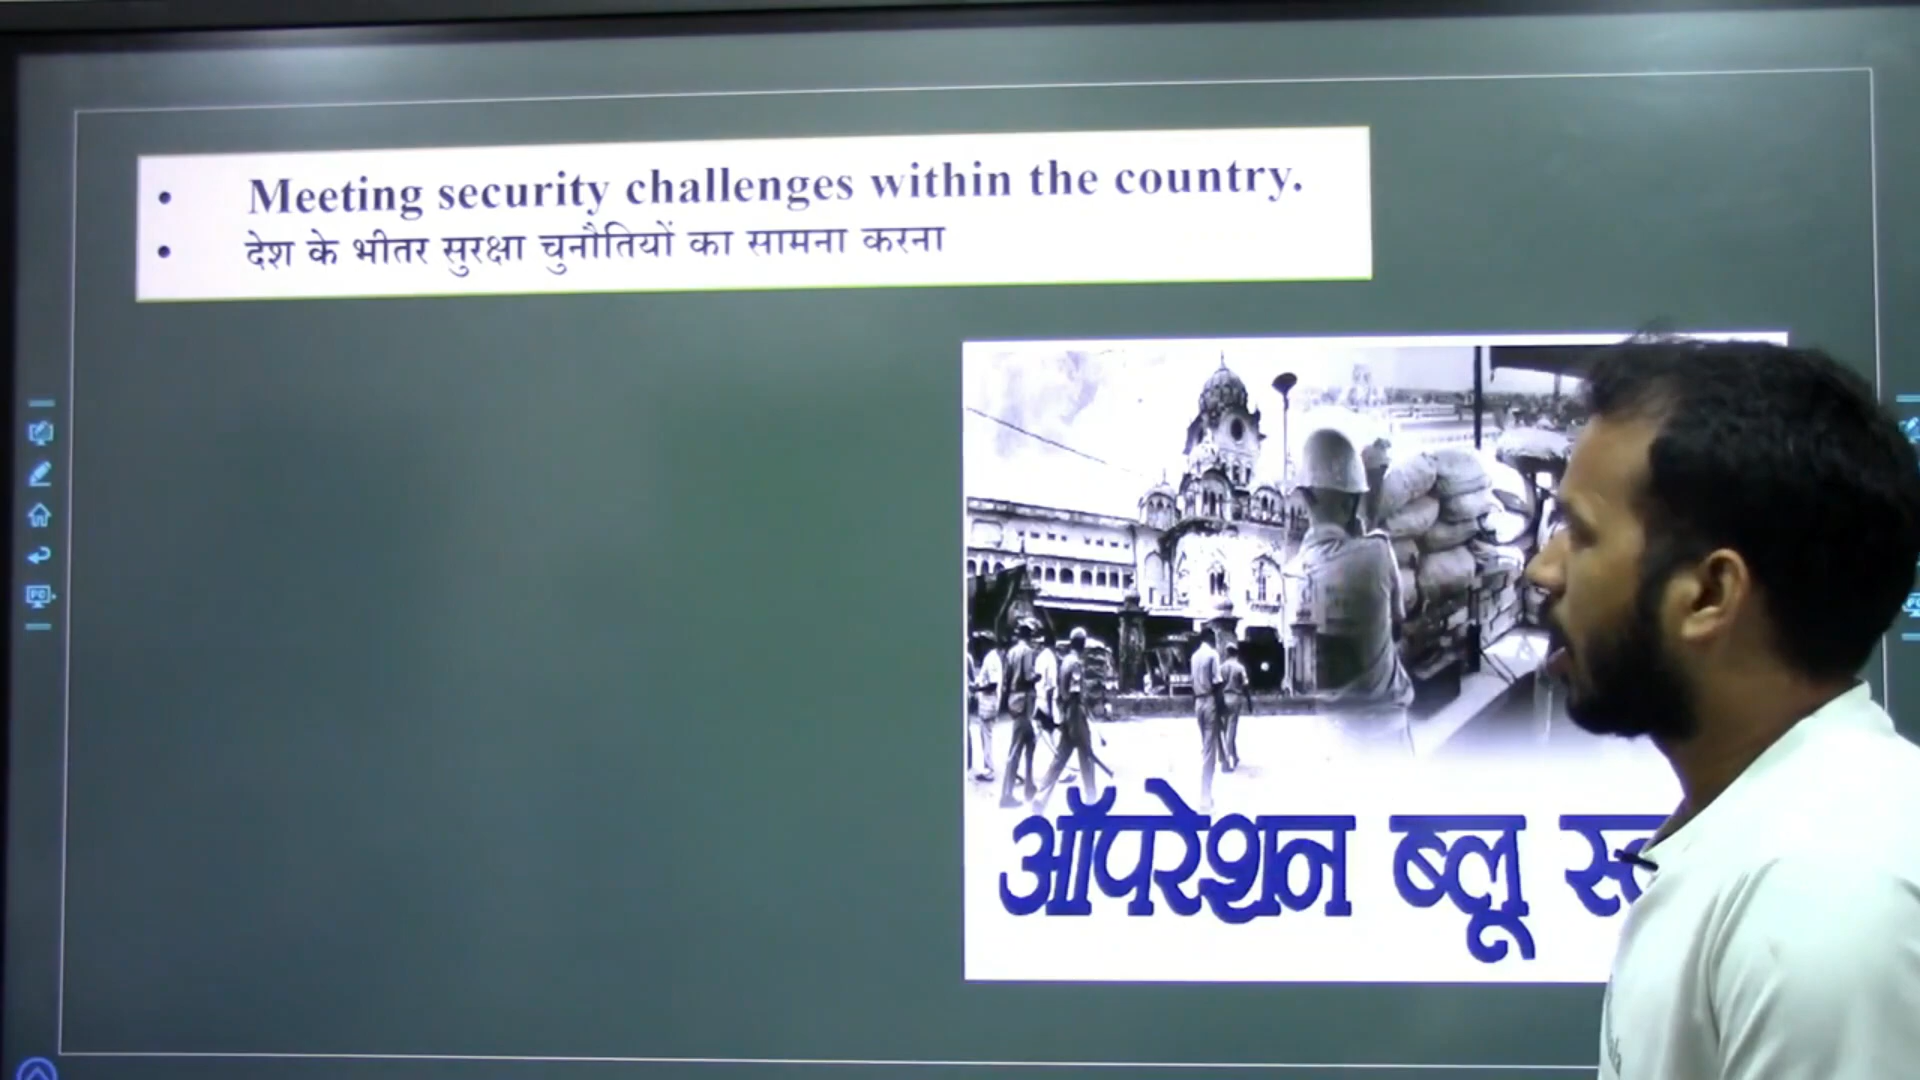 • Meeting security challenges within the country.
• देश के भीतर सुरक्षा चुनौतियों का सामना करना
ऑपरेशन ब्लू